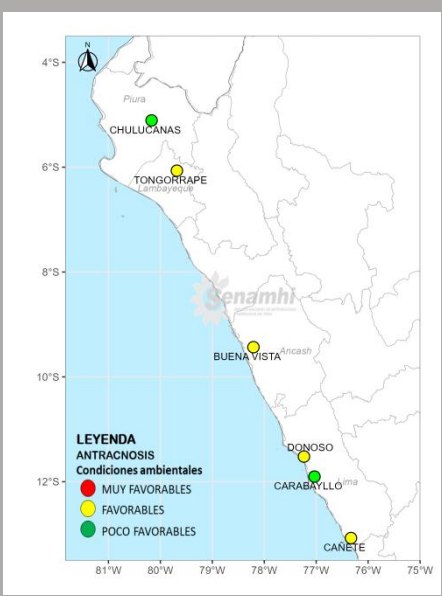 N
4°S
Piura
CHULUCANAS
6°S
TONGORRAPE
Lambayeque
8°S
Senamhi
BUENA VISTA
Ancash
10°S
LEYENDA
ANTRACNOSIS
Condiciones ambientales
MUY FAVORABLES
FAVORABLES
POCO FAVORABLES
DONOSO
12°S
CARABAYLLO
Lima
CAÑETE
81°W 80°W 79°W 78°W 77°W 76°W 75°W